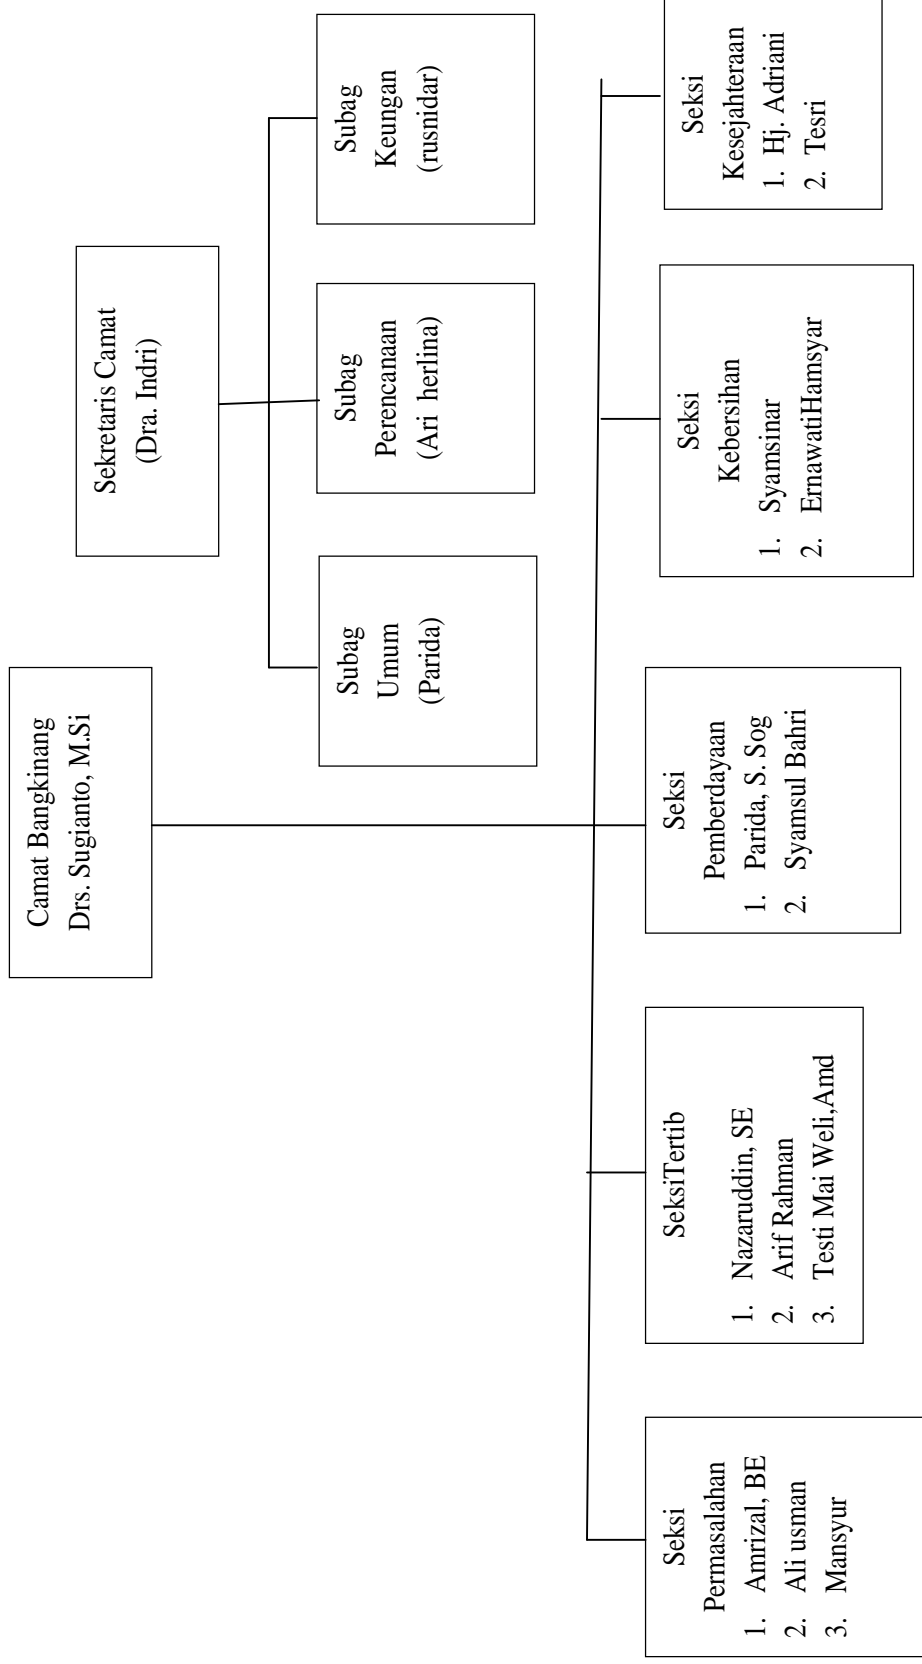 Camat Bangkinang
Drs. Sugianto, M.Si
Sekretaris Camat
(Dra. Indri)
Subag
Umum
(Parida)
Subag
Perencanaan
(Ari herlina)
Subag
Keungan
(rusnidar)
Seksi
Permasalahan
1. Amrizal, BE
2. Ali usman
3. Mansyur
SeksiTertib
1. Nazaruddin, SE
2. Arif Rahman
3. Testi Mai Weli,Amd
Seksi
Pemberdayaan
1. Parida, S. Sog
2. Syamsul Bahri
Seksi
Kebersihan
1. Syamsinar
2. ErnawatiHamsyar
Seksi
Kesejahteraan
1. Hj. Adriani
2. Tesri